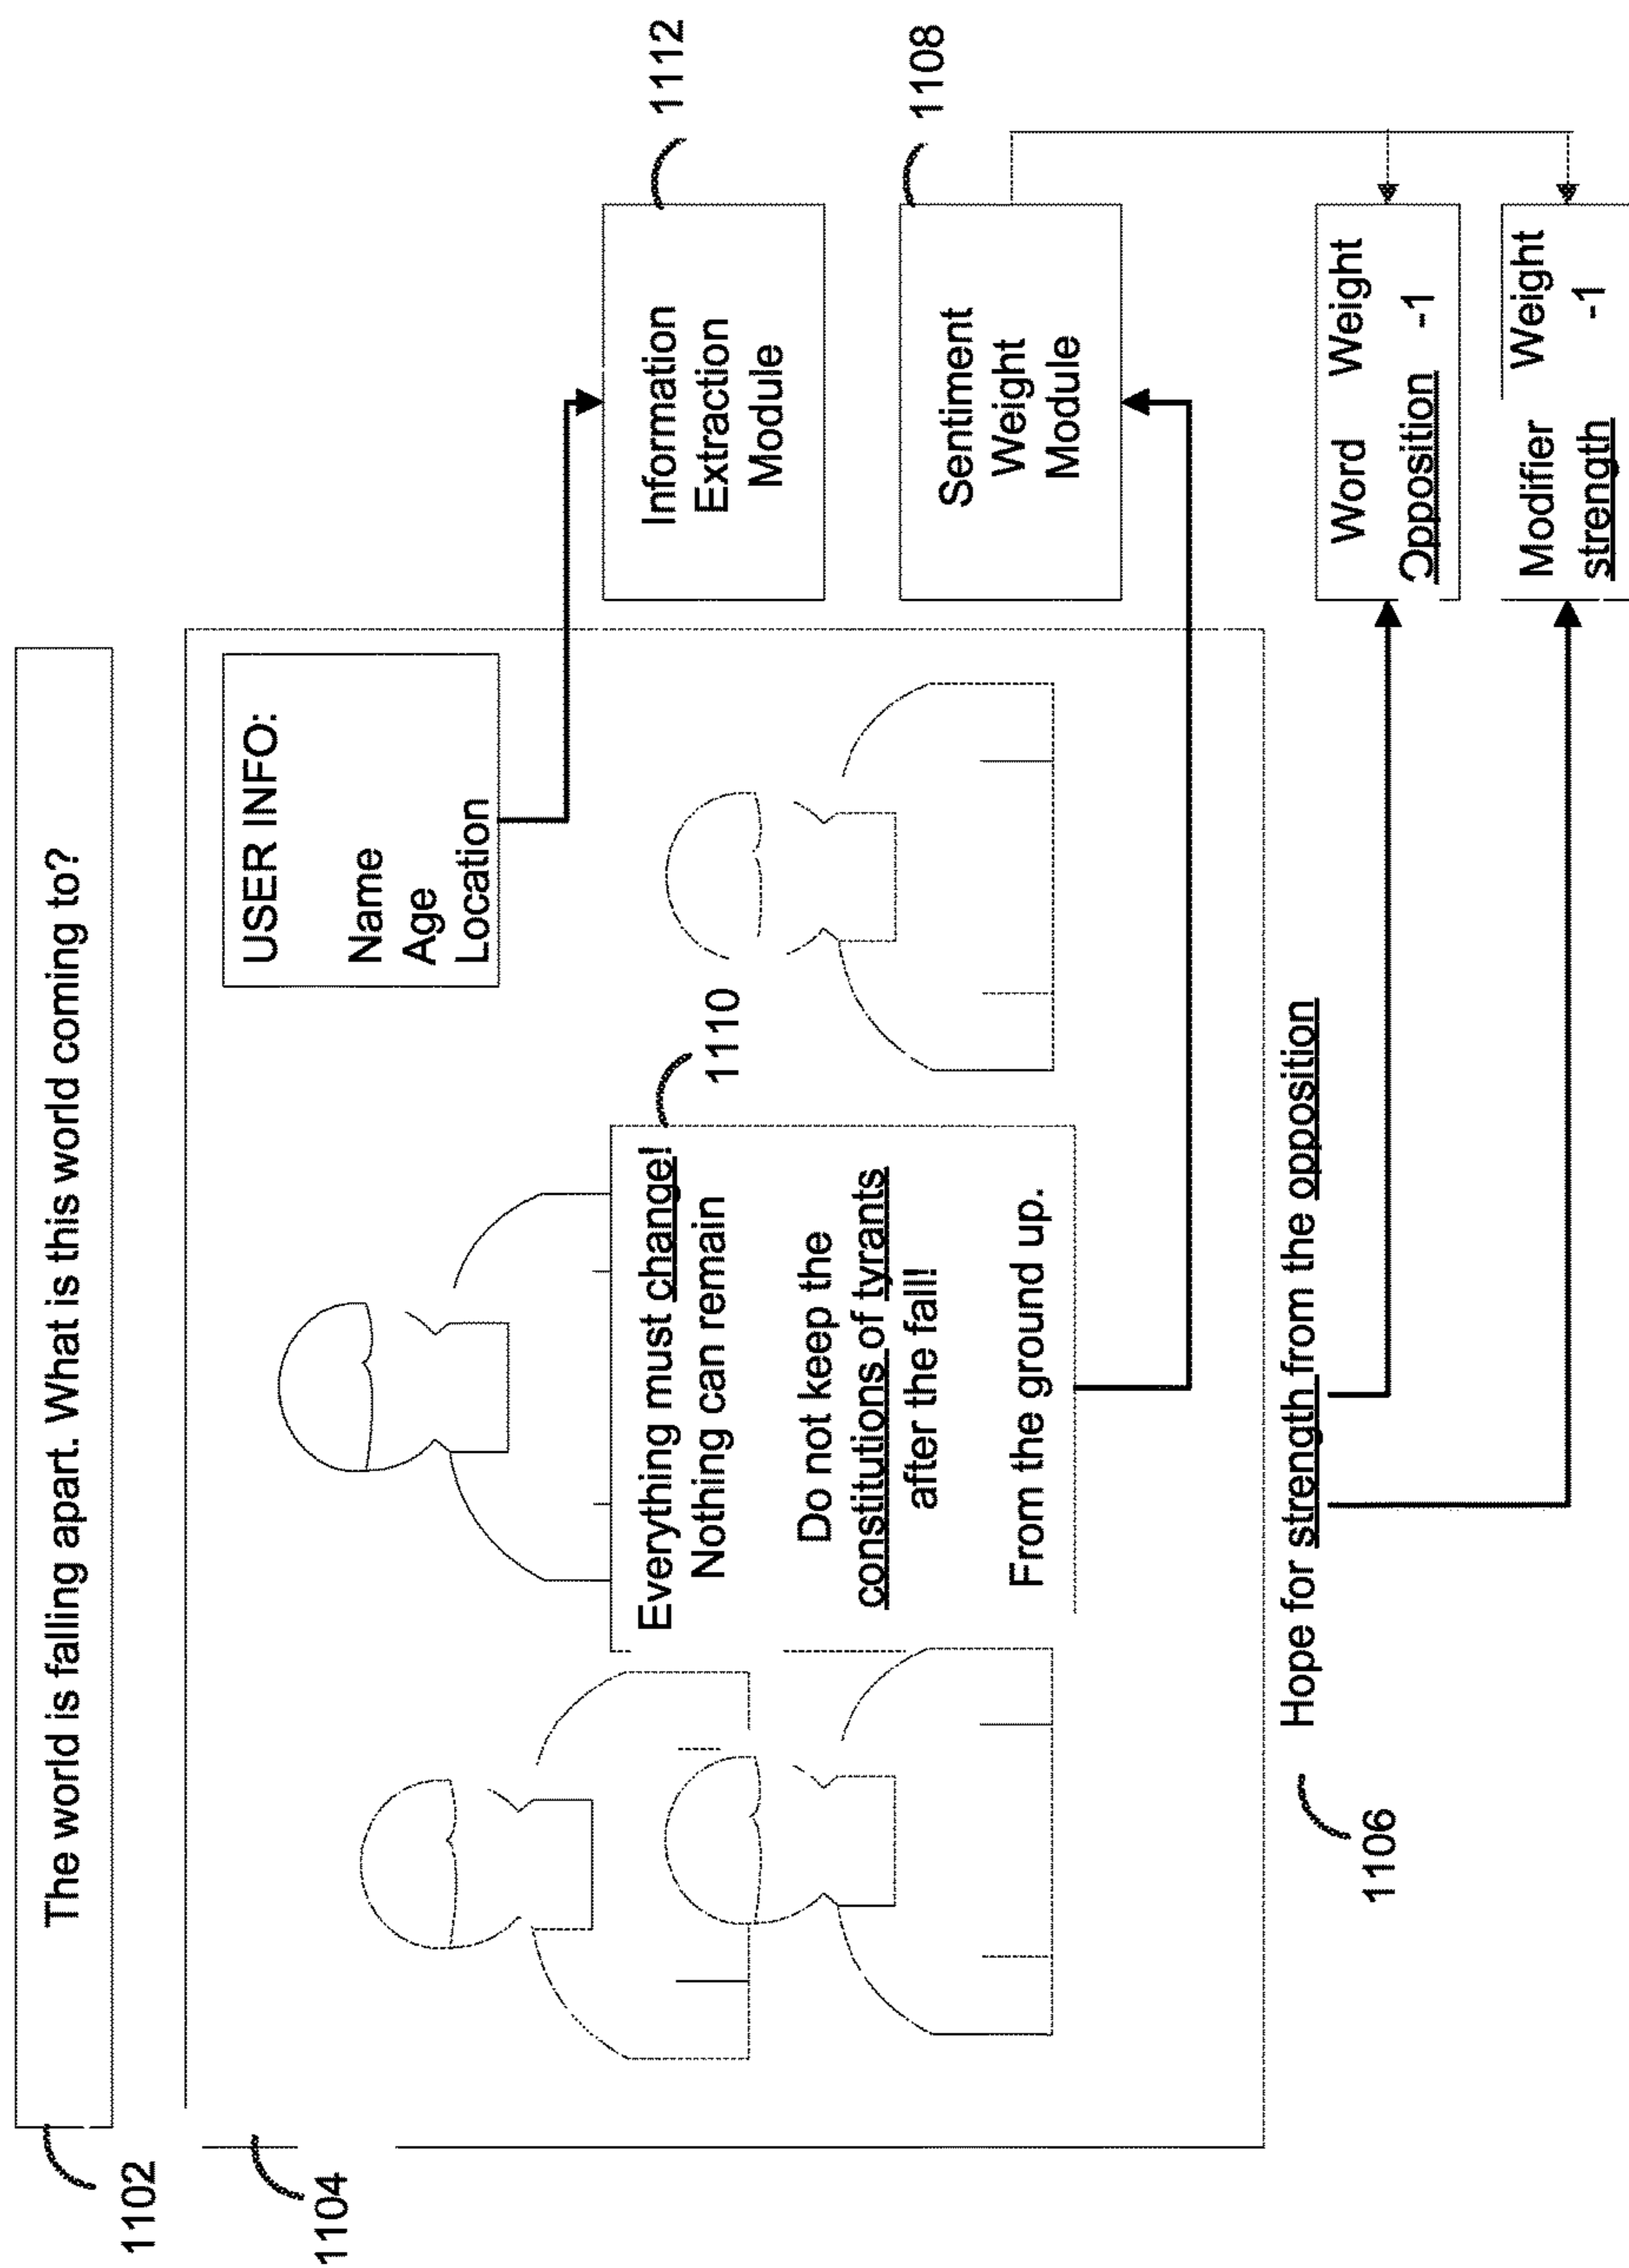 1102
The world is falling apart. What is this world coming to?
1104
USER INFO:
Name
Age
Location
1112
Information
Extraction
Module
1110
Everything must change!
Nothing can remain
Do not keep the
constitutions of tyrants
after the fall!
From the ground up.
1108
Sentiment
Weight
Module
1106
Hope for strength from the opposition
Word Weight
Opposition -1
Modifier Weight
strength -1